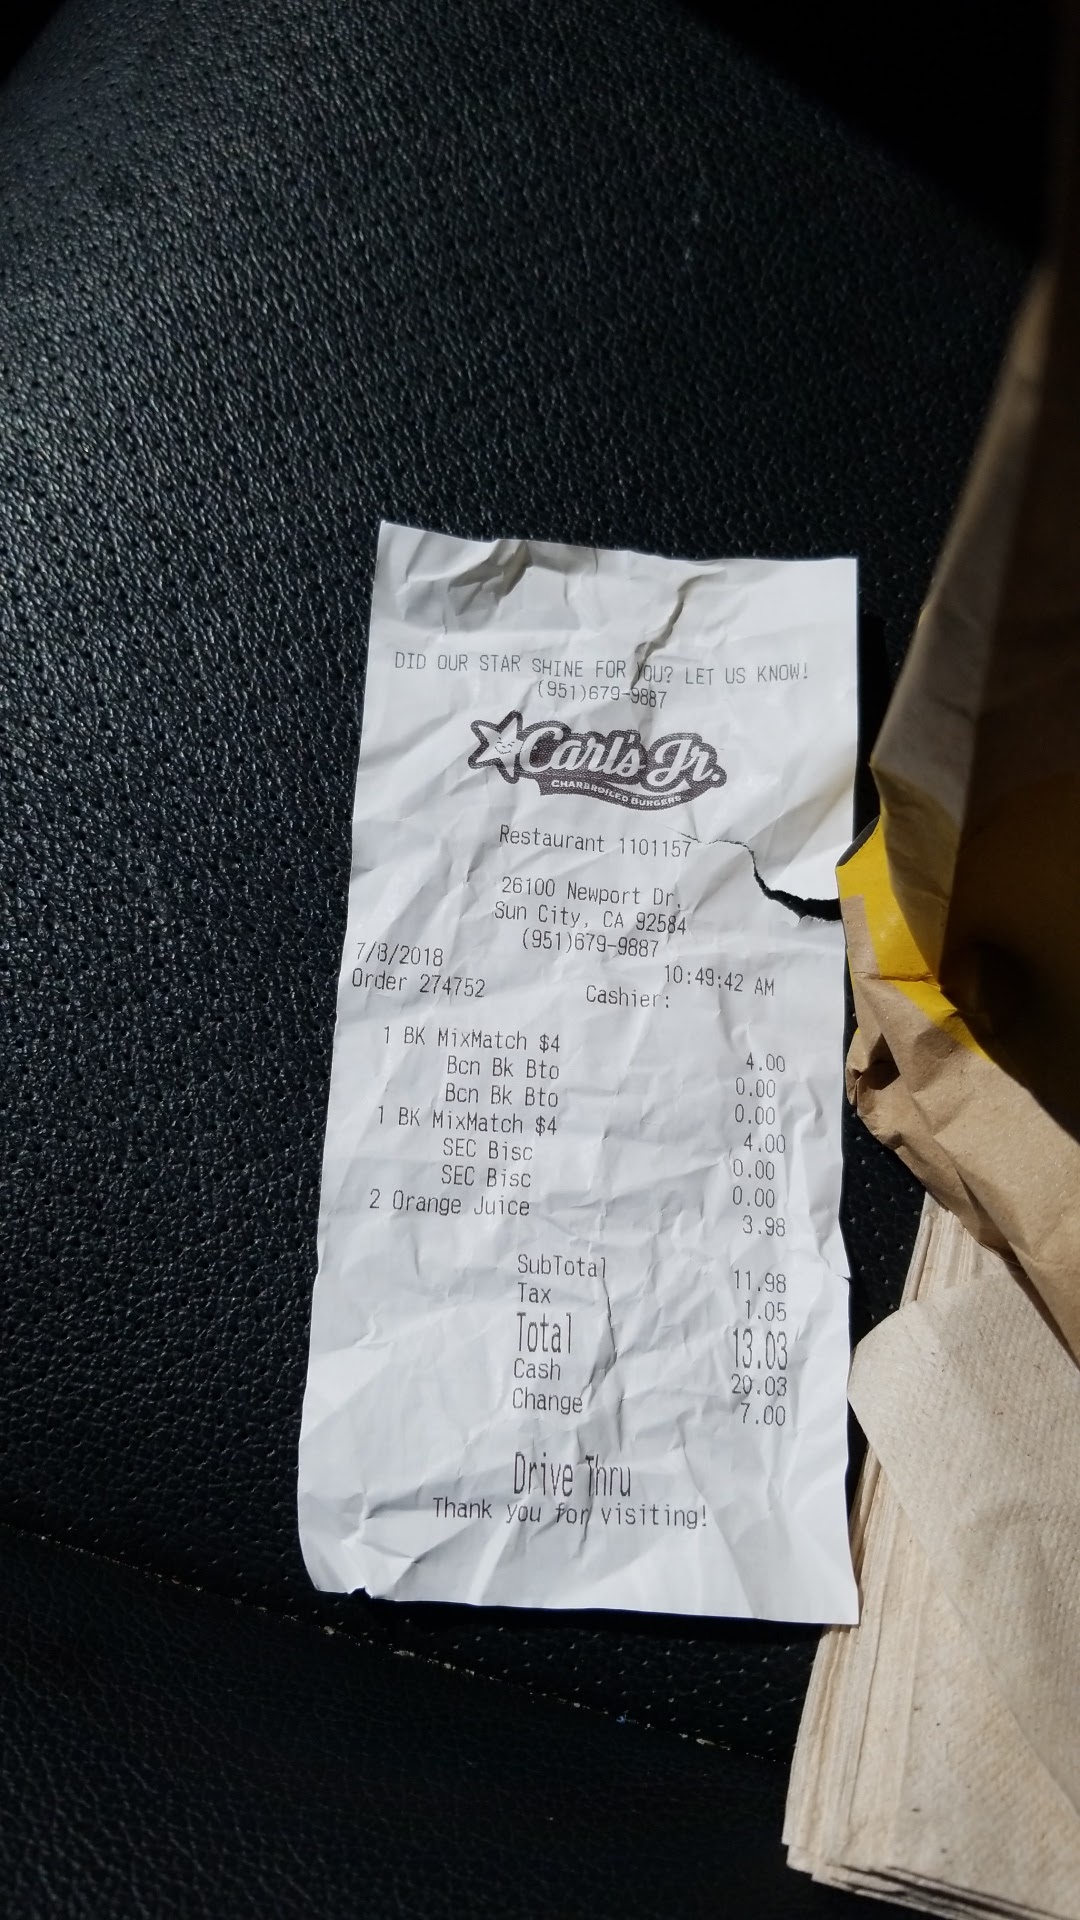 DID OUR STAR SHINE FOR YOU? LET US KNOW!
(951)679-9887
Carl's Jr.
CHARBROILED BURGERS
Restaurant 1101157
26100 Newport Dr.
Sun City, CA 92584
(951)679-9887
7/8/2018 10:49:42 AM
Order 274752 Cashier:
1 BK MixMatch $4 4.00
Bcn Bk Bto 0.00
Bcn Bk Bto 0.00
1 BK MixMatch $4 4.00
SEC Bisc 0.00
SEC Bisc 0.00
2 Orange Juice 3.98
SubTotal 11.98
Tax 1.05
Total 13.03
Cash 20.03
Change 7.00
Drive Thru
Thank you for visiting!